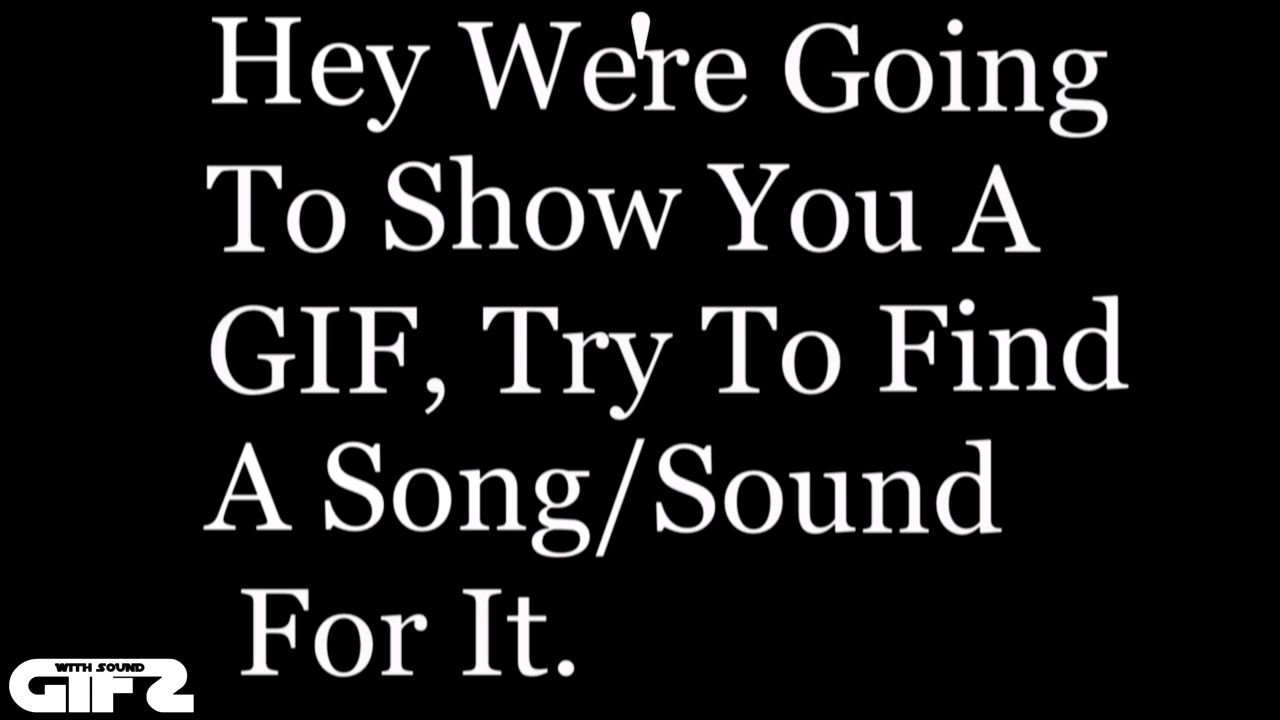 Hey We're Going
To Show You A
GIF, Try To Find
A Song/Sound
For It.
WITH SOUND
GIFZ